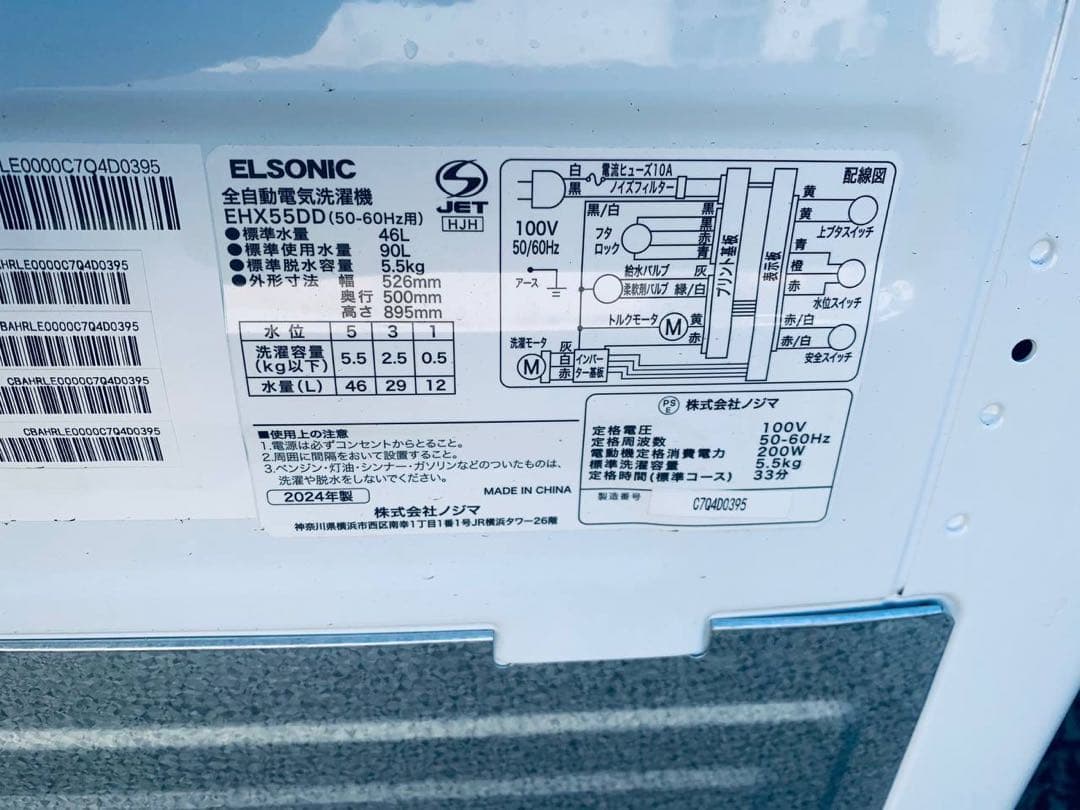 LE0000C7Q4D0395
HRLE0000C7Q4D0395
BAHRLE0000C7Q4D0395
CBAHRLE0000C7Q4D0395
CBAHRLE0000C7Q4D0395
ELSONIC
全自動電気洗濯機
EHX55DD(50-60Hz用)
●標準水量 46L
●標準使用水量 90L
●標準脱水容量 5.5kg
●外形寸法 幅 526mm
奥行 500mm
高さ 895mm
S
JET
HJH
水位 5 3 1
洗濯容量(kg以下) 5.5 2.5 0.5
水量(L) 46 29 12
■使用上の注意
1.電源は必ずコンセントからとること。
2.周囲に間隔をおいて設置すること。
3.ベンジン・灯油・シンナー・ガソリンなどのついたものは、
洗濯や脱水をしないでください。
2024年製
MADE IN CHINA
株式会社ノジマ
神奈川県横浜市西区南幸1丁目1番1号JR横浜タワー26階
配線図
白 電流ヒューズ10A
黒 ノイズフィルター
100V
50/60Hz
アース
黒/白
フタ
ロック
黒
黒
赤
青
給水バルブ 灰
柔軟剤バルブ 緑/白
トルクモータ M 黄
赤
洗濯モータ
M
灰
白
赤
インバー
ター基板
プリント基板
表示板
黄
黄
上ブタスイッチ
青
橙
赤
水位スイッチ
赤/白
赤/白
安全スイッチ
PS
E
株式会社ノジマ
定格電圧 100V
定格周波数 50-60Hz
電動機定格消費電力 200W
標準洗濯容量 5.5kg
定格時間(標準コース) 33分
製造番号 C7Q4D0395